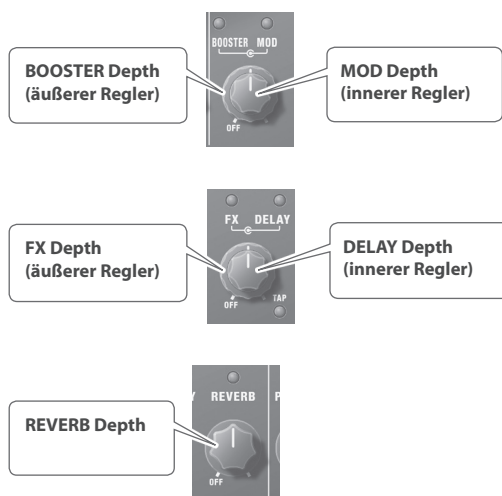 BOOSTER MOD
BOOSTER Depth
(äußerer Regler)
MOD Depth
(innerer Regler)
OFF
FX DELAY
FX Depth
(äußerer Regler)
DELAY Depth
(innerer Regler)
OFF
TAP
REVERB Depth
Y REVERB P
OFF